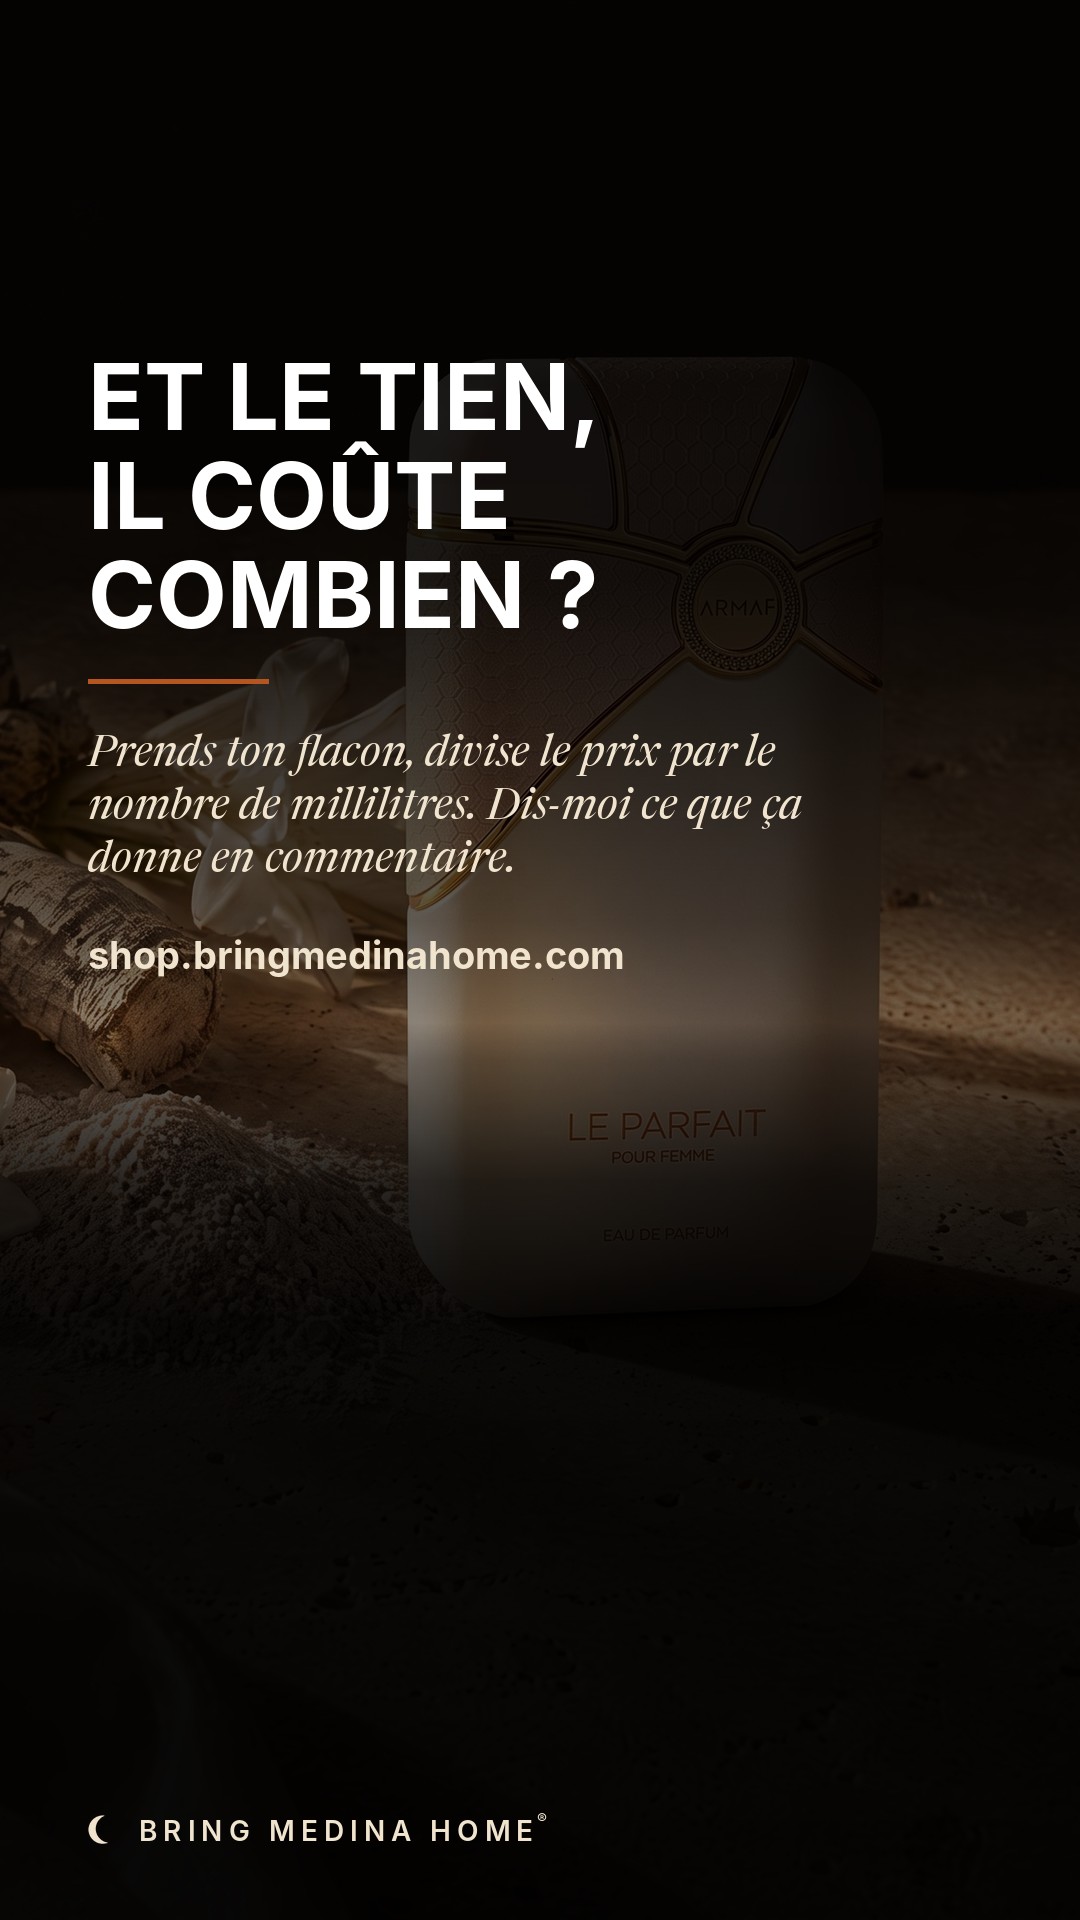 ET LE TIEN,
IL COÛTE
COMBIEN ?
ARMAF
Prends ton flacon, divise le prix par le
nombre de millilitres. Dis-moi ce que ça
donne en commentaire.
shop.bringmedinahome.com
LE PARFAIT
POUR FEMME
EAU DE PARFUM
BRING MEDINA HOME®